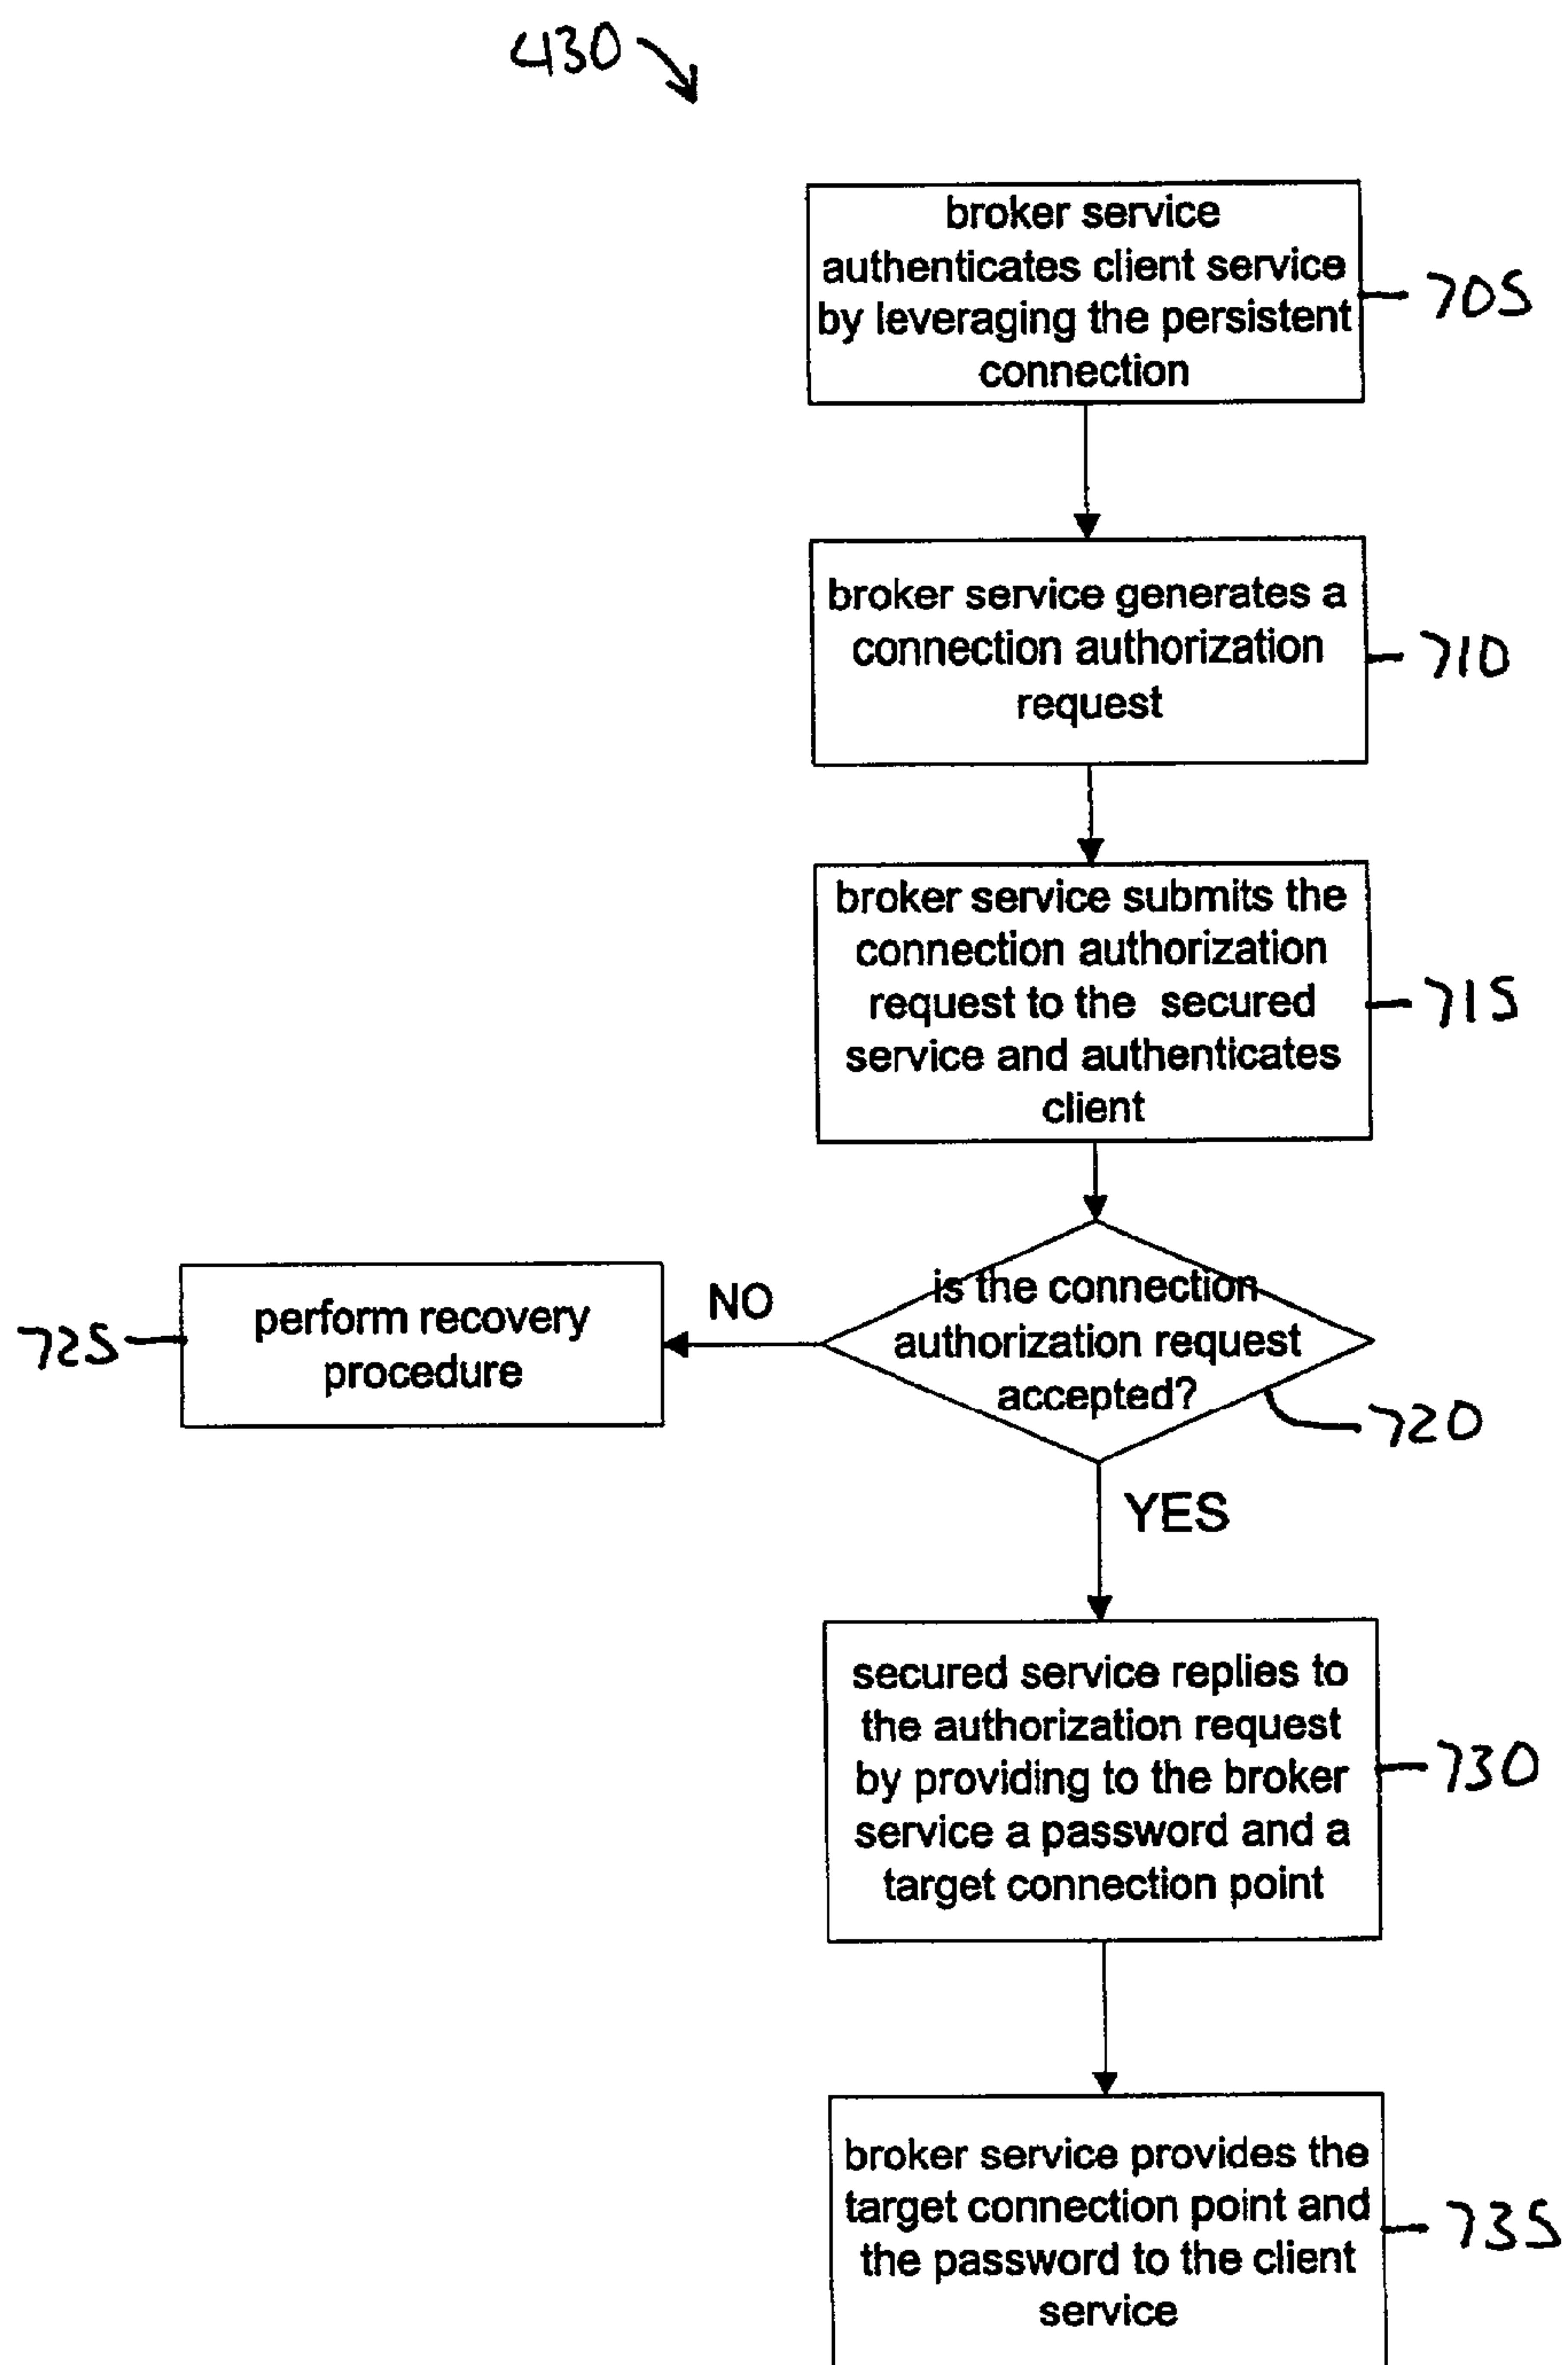 430
broker service
authenticates client service
by leveraging the persistent
connection
705
broker service generates a
connection authorization
request
710
broker service submits the
connection authorization
request to the secured
service and authenticates
client
715
is the connection
authorization request
accepted?
720
NO
perform recovery
procedure
725
YES
secured service replies to
the authorization request
by providing to the broker
service a password and a
target connection point
730
broker service provides the
target connection point and
the password to the client
service
735